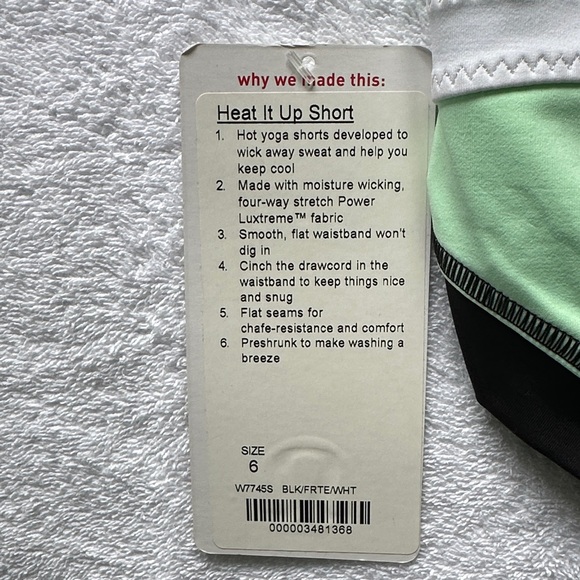 why we made this:
Heat It Up Short
1. Hot yoga shorts developed to
wick away sweat and help you
keep cool
2. Made with moisture wicking,
four-way stretch Power
Luxtreme™ fabric
3. Smooth, flat waistband won't
dig in
4. Cinch the drawcord in the
waistband to keep things nice
and snug
5. Flat seams for
chafe-resistance and comfort
6. Preshrunk to make washing a
breeze
SIZE
6
W7745S BLK/FRTE/WHT
000003481368